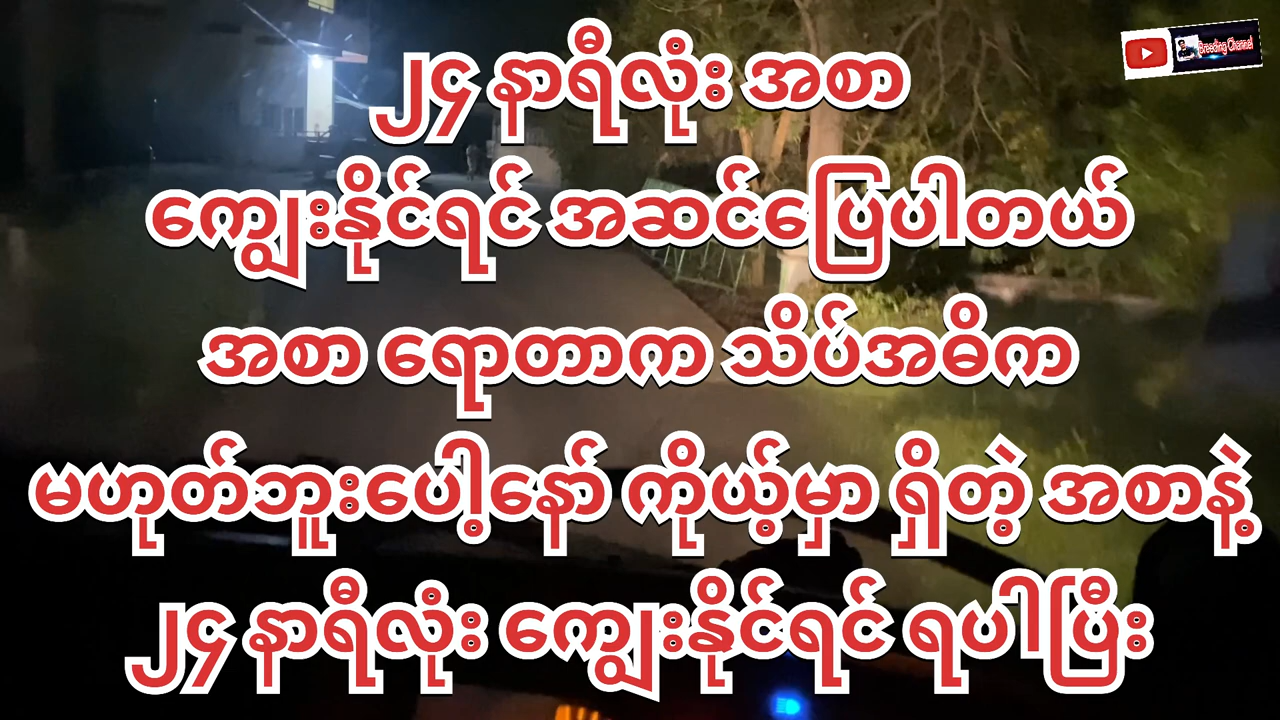 ၂၄ နာရီလုံး အစာ
Breeding Channel
ကျွေးနိုင်ရင် အဆင်ပြေပါတယ်
အစာ ရောတာက သိပ်အဓိက
မဟုတ်ဘူးပေါ့နော် ကိုယ့်မှာ ရှိတဲ့ အစာနဲ့
၂၄ နာရီလုံး ကျွေးနိုင်ရင် ရပါပြီး